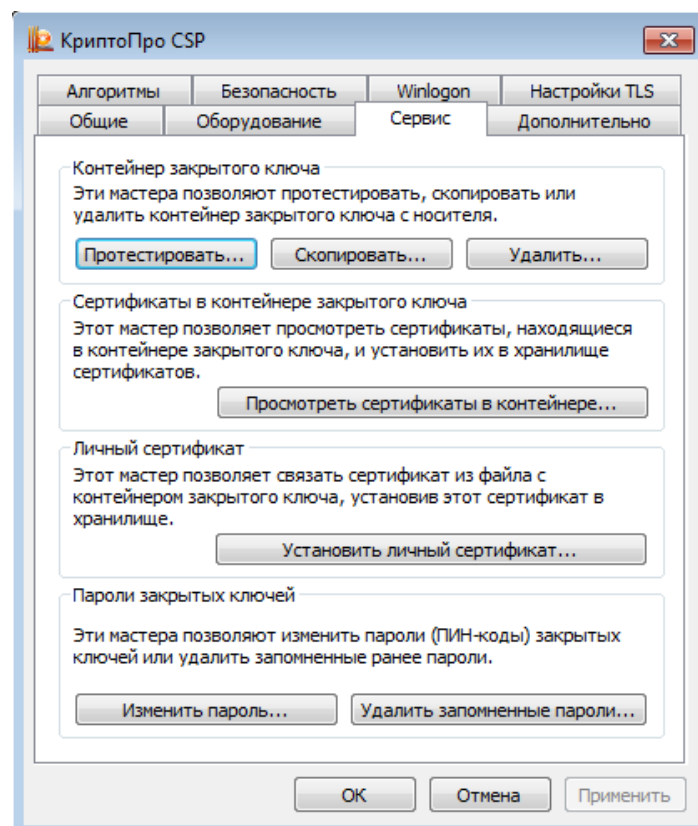 КриптоПро CSP
Алгоритмы Безопасность Winlogon Настройки TLS
Общие Оборудование Сервис Дополнительно
Контейнер закрытого ключа
Эти мастера позволяют протестировать, скопировать или
удалить контейнер закрытого ключа с носителя.
Протестировать... Скопировать... Удалить...
Сертификаты в контейнере закрытого ключа
Этот мастер позволяет просмотреть сертификаты, находящиеся
в контейнере закрытого ключа, и установить их в хранилище
сертификатов.
Просмотреть сертификаты в контейнере...
Личный сертификат
Этот мастер позволяет связать сертификат из файла с
контейнером закрытого ключа, установив этот сертификат в
хранилище.
Установить личный сертификат...
Пароли закрытых ключей
Эти мастера позволяют изменить пароли (ПИН-коды) закрытых
ключей или удалить запомненные ранее пароли.
Изменить пароль... Удалить запомненные пароли...
ОК Отмена Применить